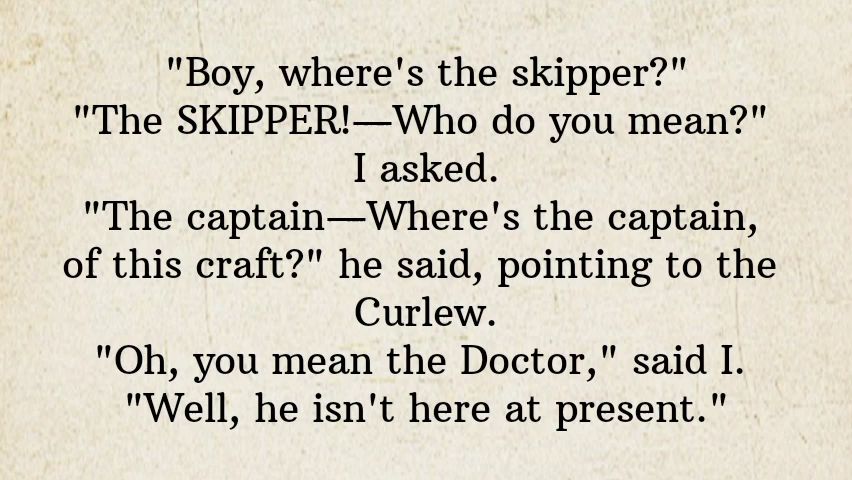 "Boy, where's the skipper?"
"The SKIPPER!—Who do you mean?"
I asked.
"The captain—Where's the captain,
of this craft?" he said, pointing to the
Curlew.
"Oh, you mean the Doctor," said I.
"Well, he isn't here at present."